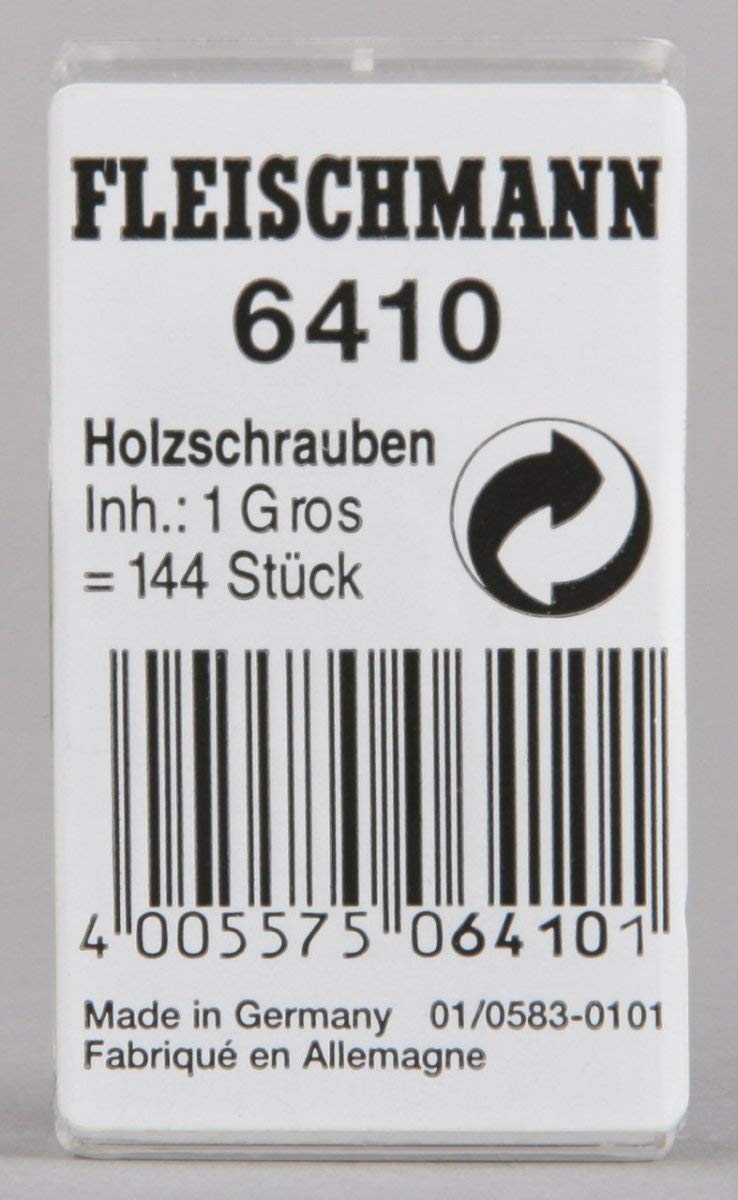 FLEISCHMANN
6410
Holzschrauben
Inh.: 1 Gros
= 144 Stück
4 005575 064101
Made in Germany 01/0583-0101
Fabriqué en Allemagne